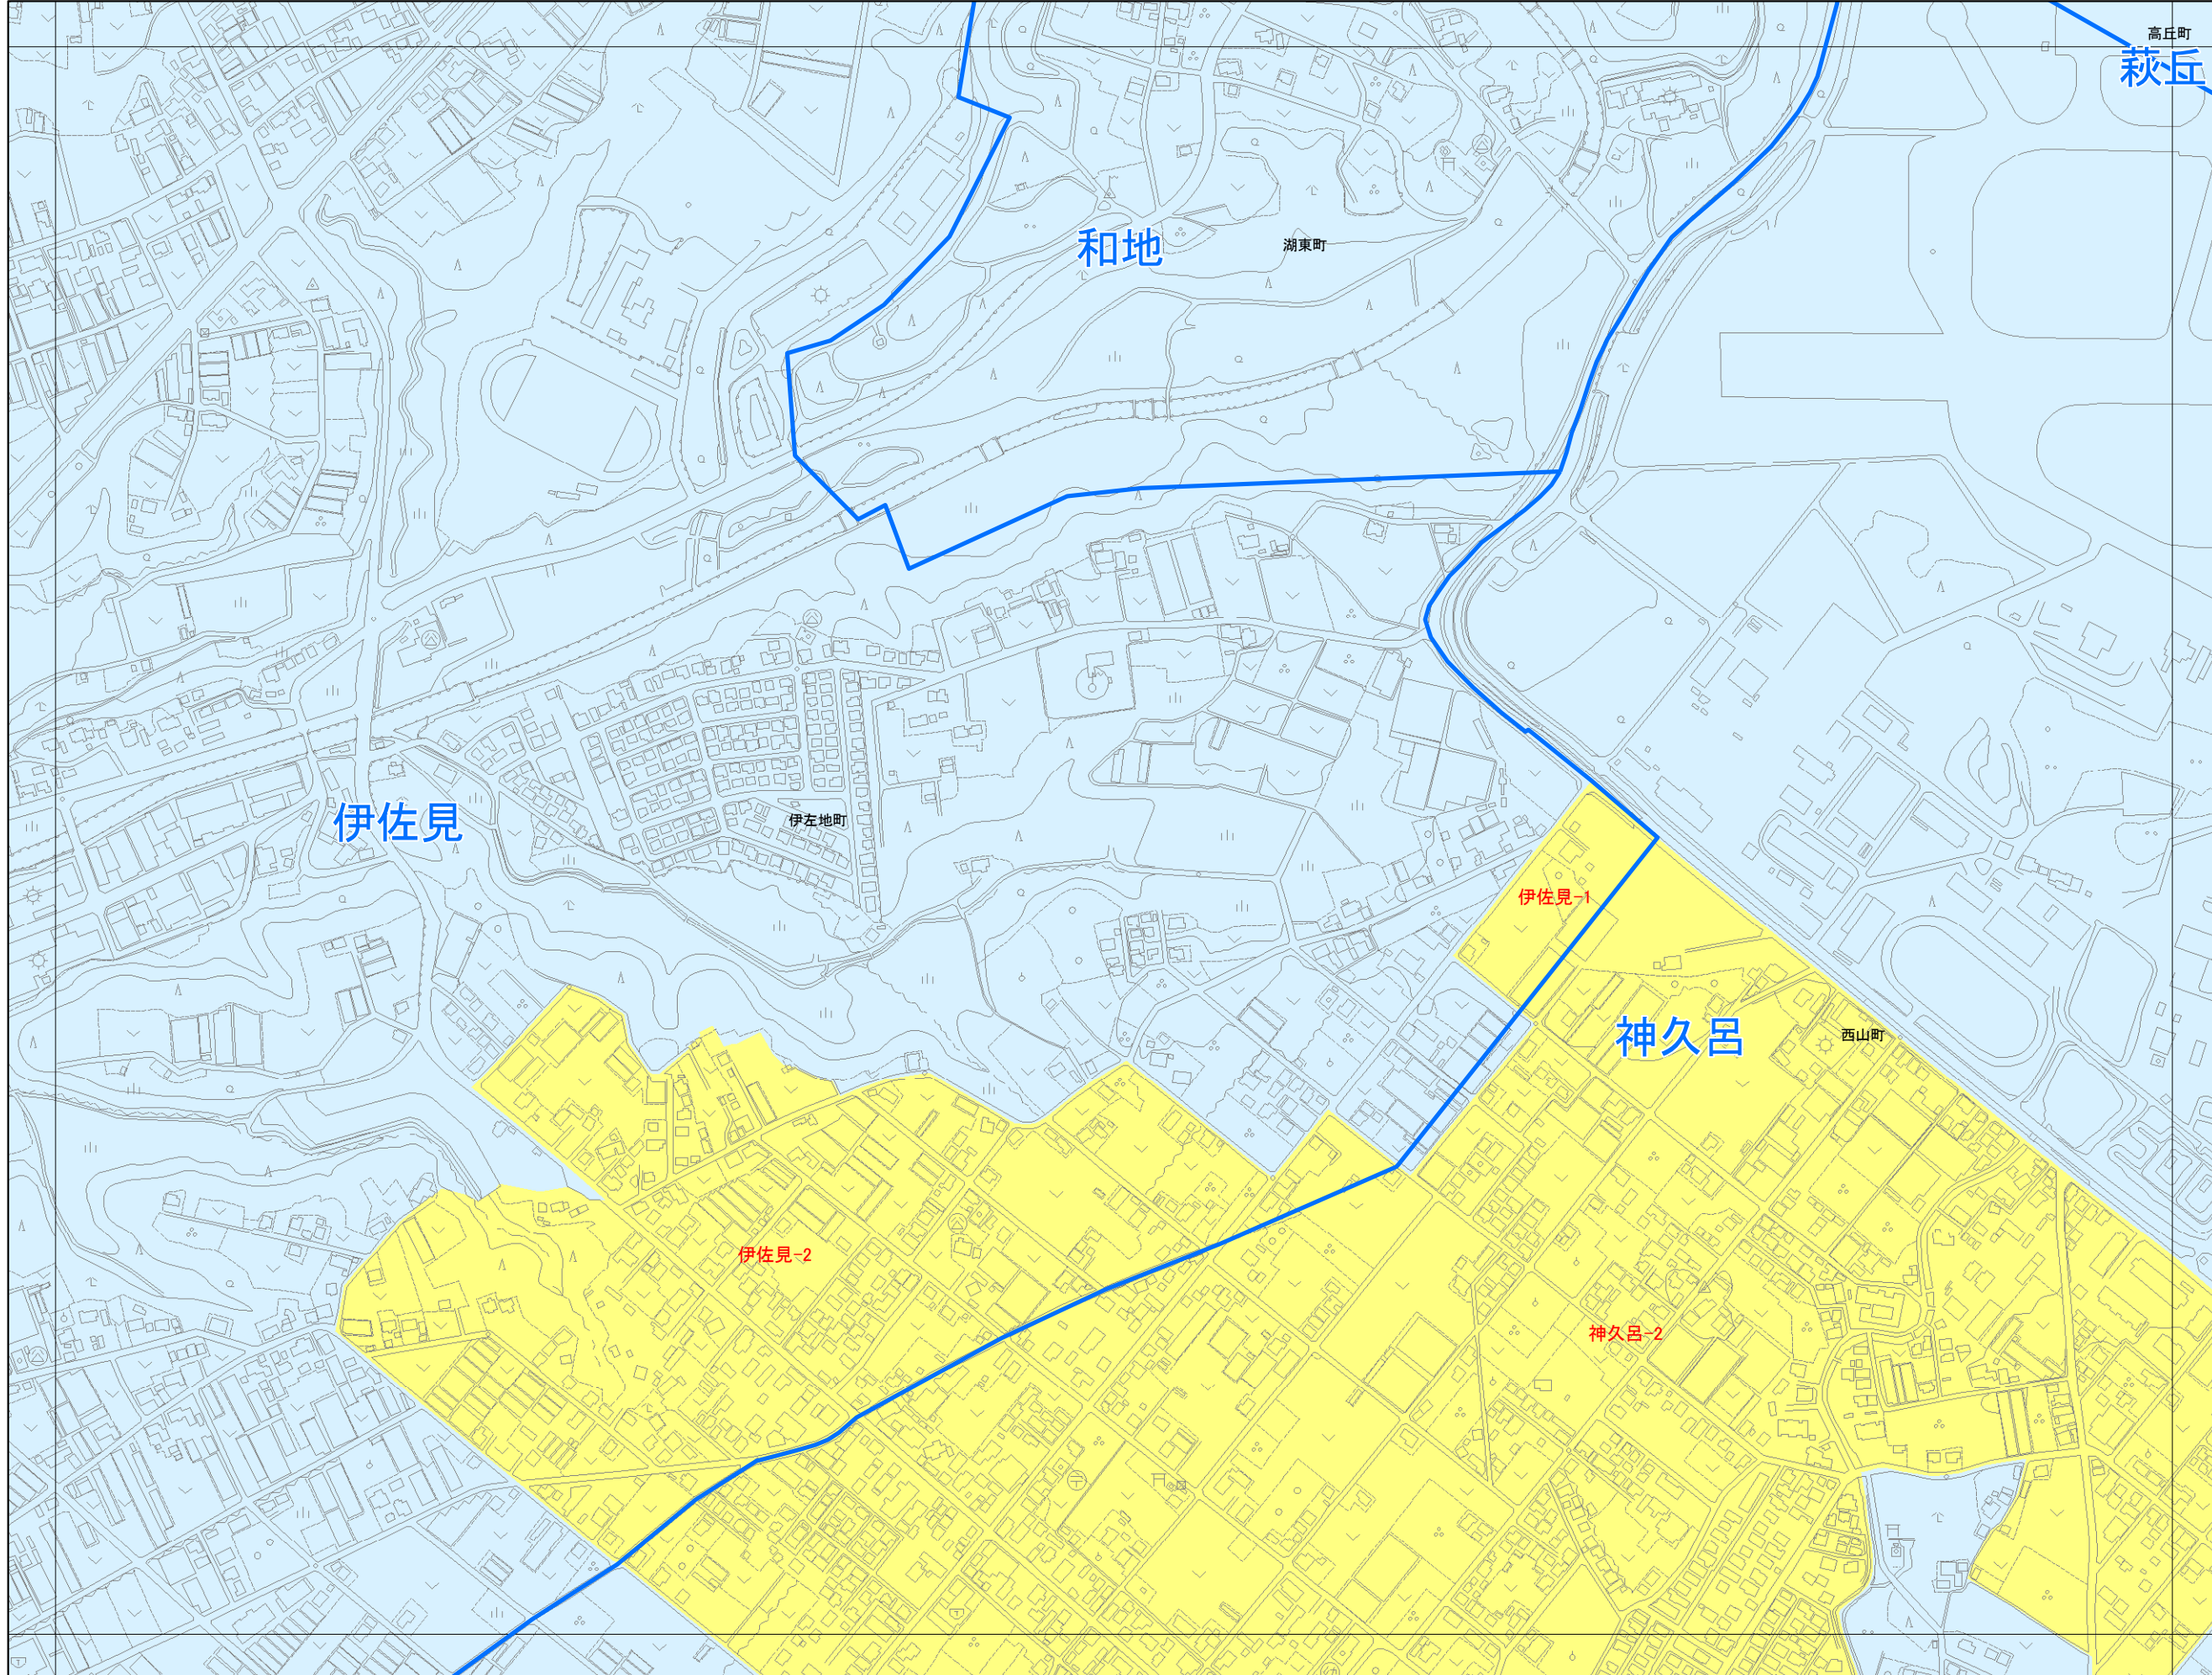 高丘町
萩丘
和地
湖東町
伊佐見
伊左地町
伊佐見-1
神久呂
西山町
伊佐見-2
神久呂-2